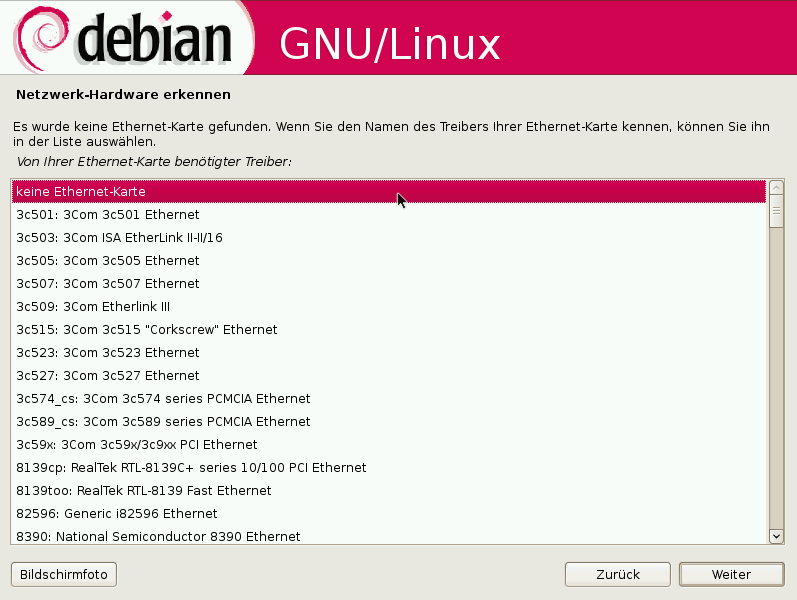 debian GNU/Linux
Netzwerk-Hardware erkennen
Es wurde keine Ethernet-Karte gefunden. Wenn Sie den Namen des Treibers Ihrer Ethernet-Karte kennen, können Sie ihn
in der Liste auswählen.
Von Ihrer Ethernet-Karte benötigter Treiber:
keine Ethernet-Karte
3c501: 3Com 3c501 Ethernet
3c503: 3Com ISA EtherLink II-II/16
3c505: 3Com 3c505 Ethernet
3c507: 3Com 3c507 Ethernet
3c509: 3Com Etherlink III
3c515: 3Com 3c515 "Corkscrew" Ethernet
3c523: 3Com 3c523 Ethernet
3c527: 3Com 3c527 Ethernet
3c574_cs: 3Com 3c574 series PCMCIA Ethernet
3c589_cs: 3Com 3c589 series PCMCIA Ethernet
3c59x: 3Com 3c59x/3c9xx PCI Ethernet
8139cp: RealTek RTL-8139C+ series 10/100 PCI Ethernet
8139too: RealTek RTL-8139 Fast Ethernet
82596: Generic i82596 Ethernet
8390: National Semiconductor 8390 Ethernet
Bildschirmfoto Zurück Weiter